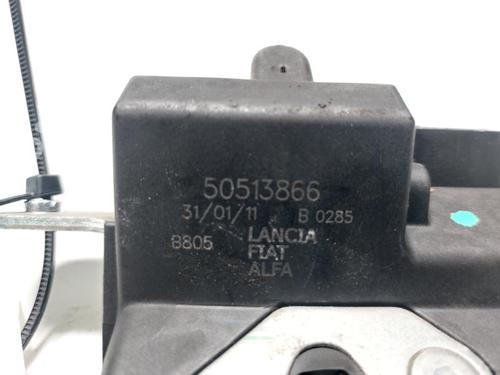 50513866
31/01/11 B 0285
8805 LANCIA
FIAT
ALFA